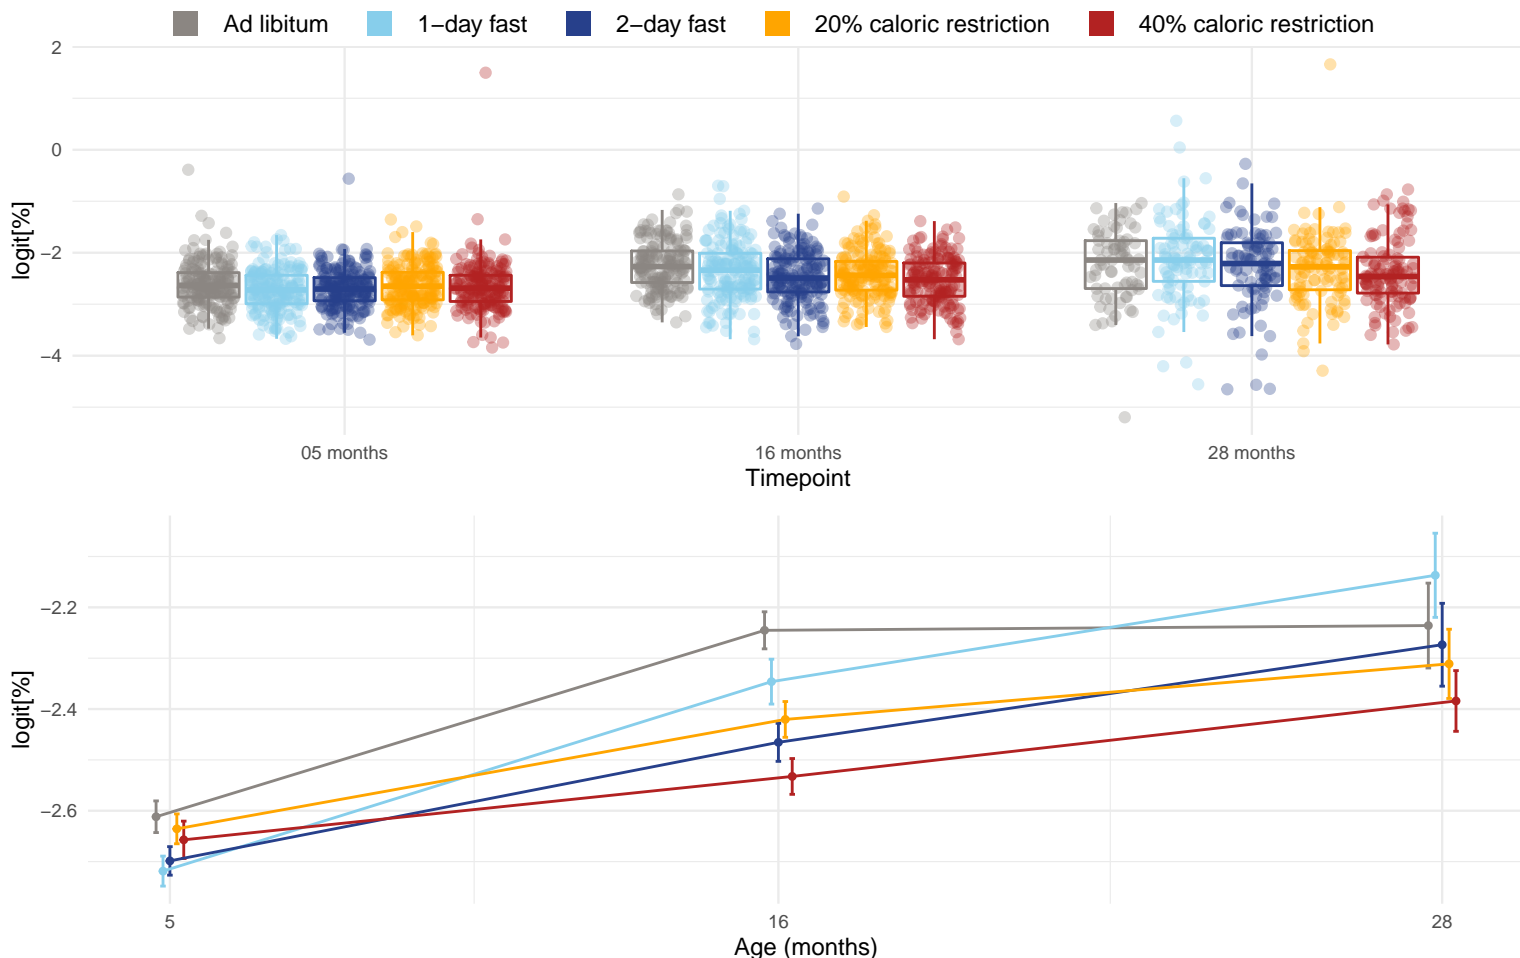 Ad libitum 1−day fast 2−day fast 20% caloric restriction 40% caloric restriction
2
0
−2
−4
logit[%]
05 months 16 months 28 months
Timepoint
−2.2
−2.4
−2.6
logit[%]
5 16 28
Age (months)